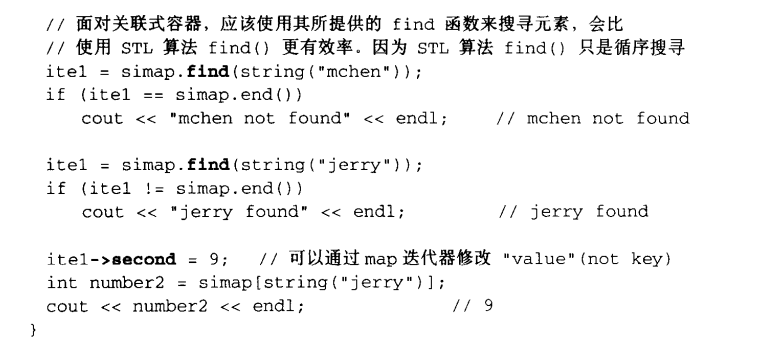 // 面对关联式容器，应该使用其所提供的 find 函数来搜寻元素，会比
// 使用 STL 算法 find() 更有效率。因为 STL 算法 find() 只是循序搜寻
ite1 = simap.find(string("mchen"));
if (ite1 == simap.end())
cout << "mchen not found" << endl; // mchen not found
ite1 = simap.find(string("jerry"));
if (ite1 != simap.end())
cout << "jerry found" << endl; // jerry found
ite1->second = 9; // 可以通过 map 迭代器修改 "value"(not key)
int number2 = simap[string("jerry")];
cout << number2 << endl; // 9
}